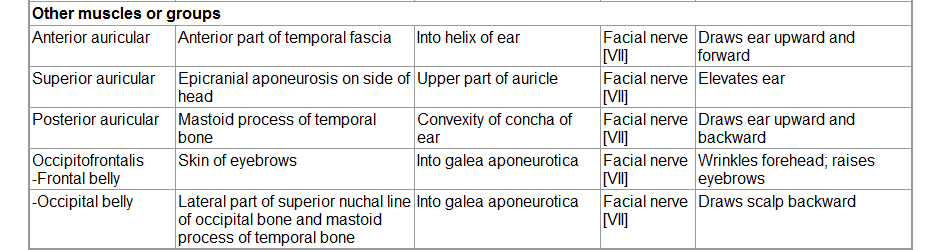 Other muscles or groups
Anterior auricular Anterior part of temporal fascia Into helix of ear Facial nerve [VII] Draws ear upward and forward
Superior auricular Epicranial aponeurosis on side of head Upper part of auricle Facial nerve [VII] Elevates ear
Posterior auricular Mastoid process of temporal bone Convexity of concha of ear Facial nerve [VII] Draws ear upward and backward
Occipitofrontalis -Frontal belly Skin of eyebrows Into galea aponeurotica Facial nerve [VII] Wrinkles forehead; raises eyebrows
-Occipital belly Lateral part of superior nuchal line of occipital bone and mastoid process of temporal bone Into galea aponeurotica Facial nerve [VII] Draws scalp backward